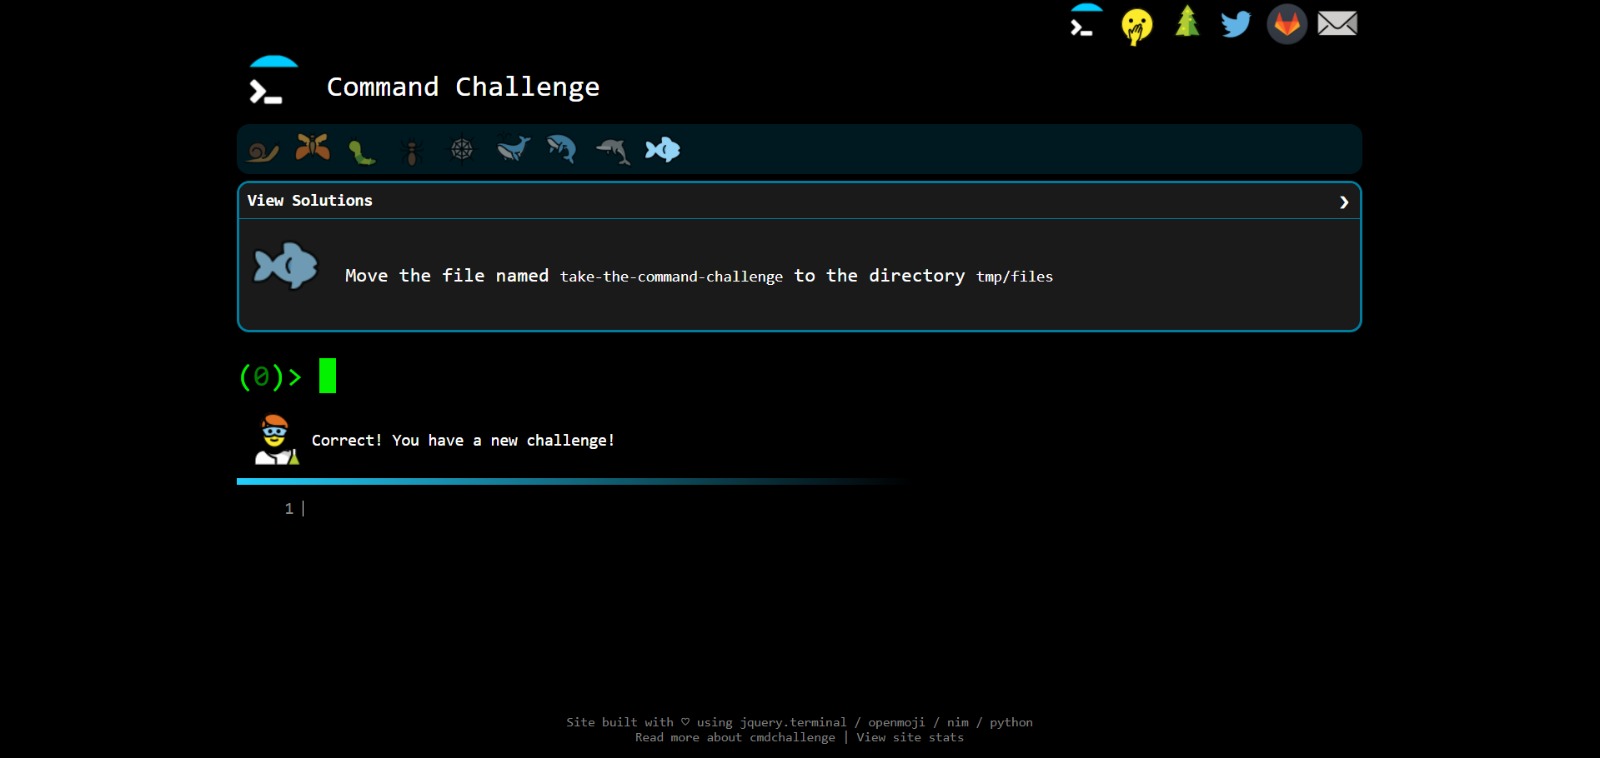 Command Challenge
View Solutions
Move the file named take-the-command-challenge to the directory tmp/files
(0)>
Correct! You have a new challenge!
1
Site built with ♡ using jquery.terminal / openmoji / nim / python
Read more about cmdchallenge | View site stats